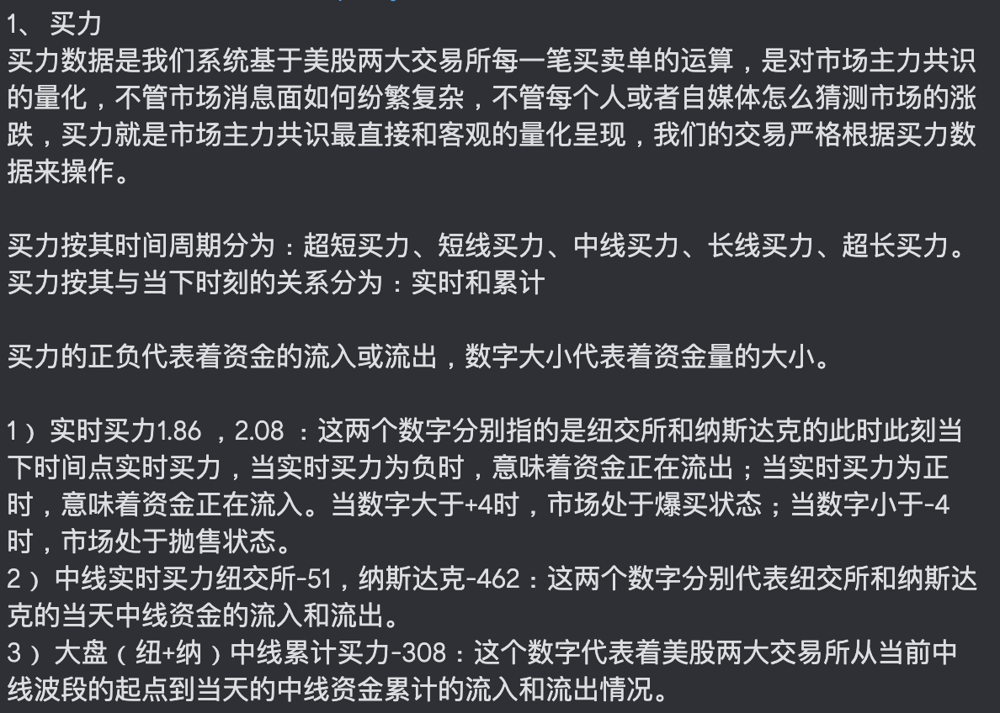 1、 买力
买力数据是我们系统基于美股两大交易所每一笔买卖单的运算，是对市场主力共识
的量化，不管市场消息面如何纷繁复杂，不管每个人或者自媒体怎么猜测市场的涨
跌，买力就是市场主力共识最直接和客观的量化呈现，我们的交易严格根据买力数
据来操作。
买力按其时间周期分为：超短买力、短线买力、中线买力、长线买力、超长买力。
买力按其与当下时刻的关系分为：实时和累计
买力的正负代表着资金的流入或流出，数字大小代表着资金量的大小。
1）实时买力1.86 ，2.08 ：这两个数字分别指的是纽交所和纳斯达克的此时此刻当
下时间点实时买力，当实时买力为负时，意味着资金正在流出；当实时买力为正
时，意味着资金正在流入。当数字大于+4时，市场处于爆买状态；当数字小于-4
时，市场处于抛售状态。
2）中线实时买力纽交所-51，纳斯达克-462：这两个数字分别代表纽交所和纳斯达
克的当天中线资金的流入和流出。
3）大盘（纽+纳）中线累计买力-308：这个数字代表着美股两大交易所从当前中
线波段的起点到当天的中线资金累计的流入和流出情况。